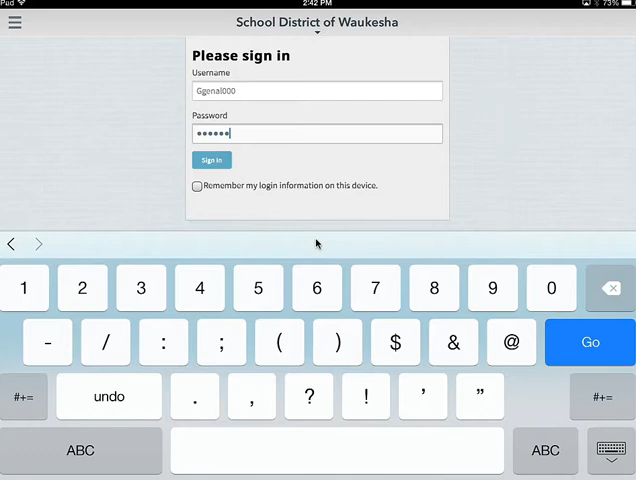 Pad 2:42 PM 73%
School District of Waukesha
Please sign in
Username
Ggenal000
Password
••••••
Sign In
Remember my login information on this device.
1 2 3 4 5 6 7 8 9 0
- / : ; ( ) $ & @ Go
#+= undo . , ? ! ’ ” #+=
ABC ABC